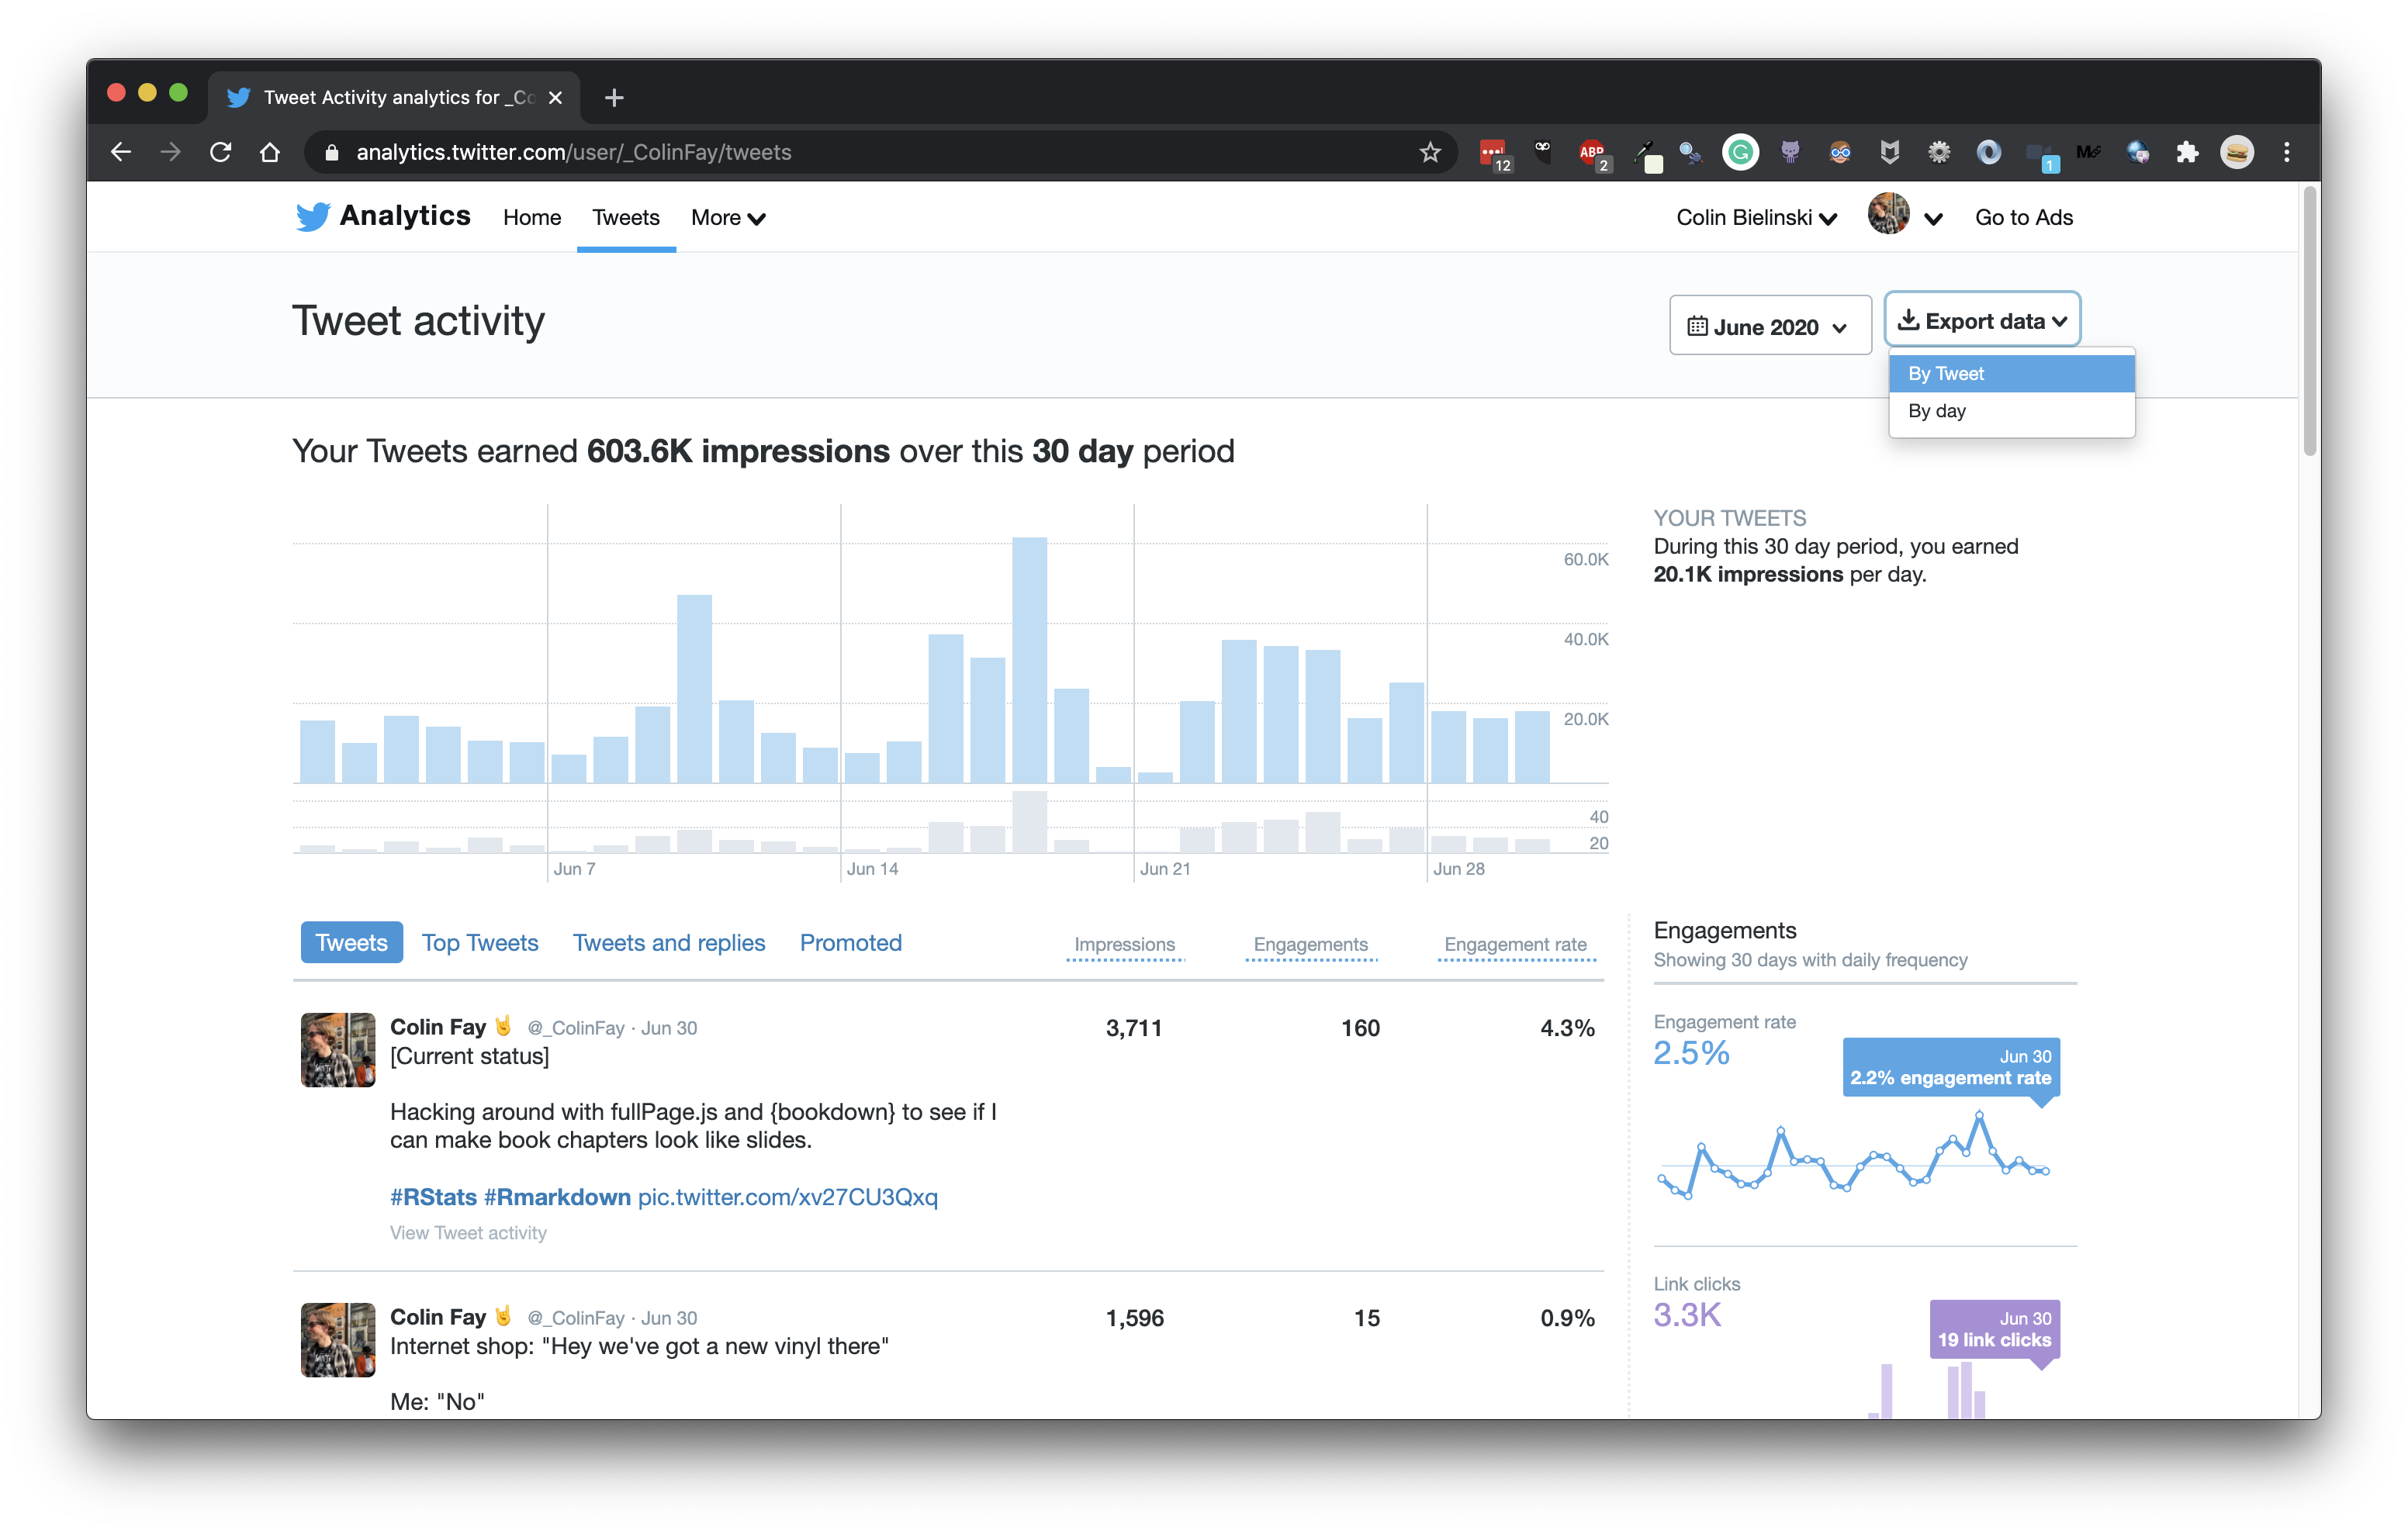 Tweet Activity analytics for _Co
analytics.twitter.com/user/_ColinFay/tweets
12
ABP
2
1
Analytics
Home
Tweets
More
Colin Bielinski
Go to Ads
Tweet activity
June 2020
Export data
By Tweet
By day
Your Tweets earned 603.6K impressions over this 30 day period
60.0K
40.0K
20.0K
40
20
Jun 7
Jun 14
Jun 21
Jun 28
YOUR TWEETS
During this 30 day period, you earned
20.1K impressions per day.
Tweets
Top Tweets
Tweets and replies
Promoted
Impressions
Engagements
Engagement rate
Colin Fay 🤘 @_ColinFay · Jun 30
3,711
160
4.3%
[Current status]
Hacking around with fullPage.js and {bookdown} to see if I
can make book chapters look like slides.
#RStats #Rmarkdown pic.twitter.com/xv27CU3Qxq
View Tweet activity
Colin Fay 🤘 @_ColinFay · Jun 30
1,596
15
0.9%
Internet shop: "Hey we've got a new vinyl there"
Me: "No"
Engagements
Showing 30 days with daily frequency
Engagement rate
2.5%
Jun 30
2.2% engagement rate
Link clicks
3.3K
Jun 30
19 link clicks